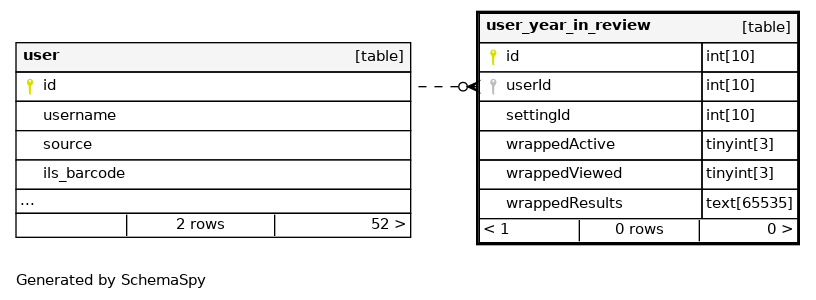 user [table]
id
username
source
ils_barcode
...
2 rows 52 >
user_year_in_review [table]
id int[10]
userId int[10]
settingId int[10]
wrappedActive tinyint[3]
wrappedViewed tinyint[3]
wrappedResults text[65535]
< 1 0 rows 0 >
Generated by SchemaSpy